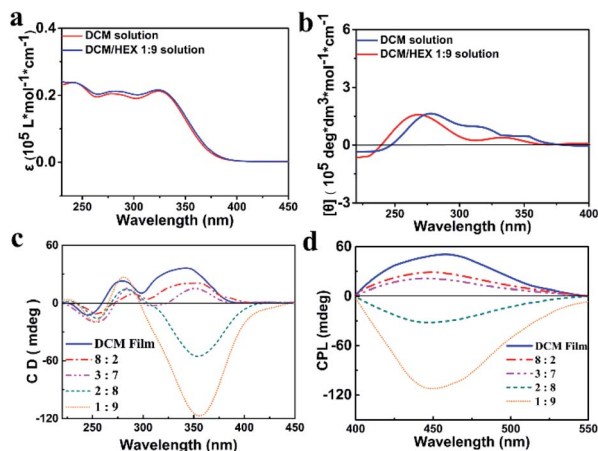 a
DCM solution
DCM/HEX 1:9 solution
ε (10⁵ L*mol⁻¹*cm⁻¹)
0.4
0.2
0.0
250 300 350 400 450
Wavelength (nm)
b
DCM solution
DCM/HEX 1:9 solution
[θ] ( 10⁵ deg*dm³*mol⁻¹*cm⁻¹)
6
3
0
-3
250 300 350 400
Wavelength (nm)
c
C D ( mdeg)
60
0
-60
-120
DCM Film
8 : 2
3 : 7
2 : 8
1 : 9
250 300 350 400 450
Wavelength (nm)
d
CPL (mdeg)
60
0
-60
-120
DCM Film
8 : 2
3 : 7
2 : 8
1 : 9
400 450 500 550
Wavelength (nm)